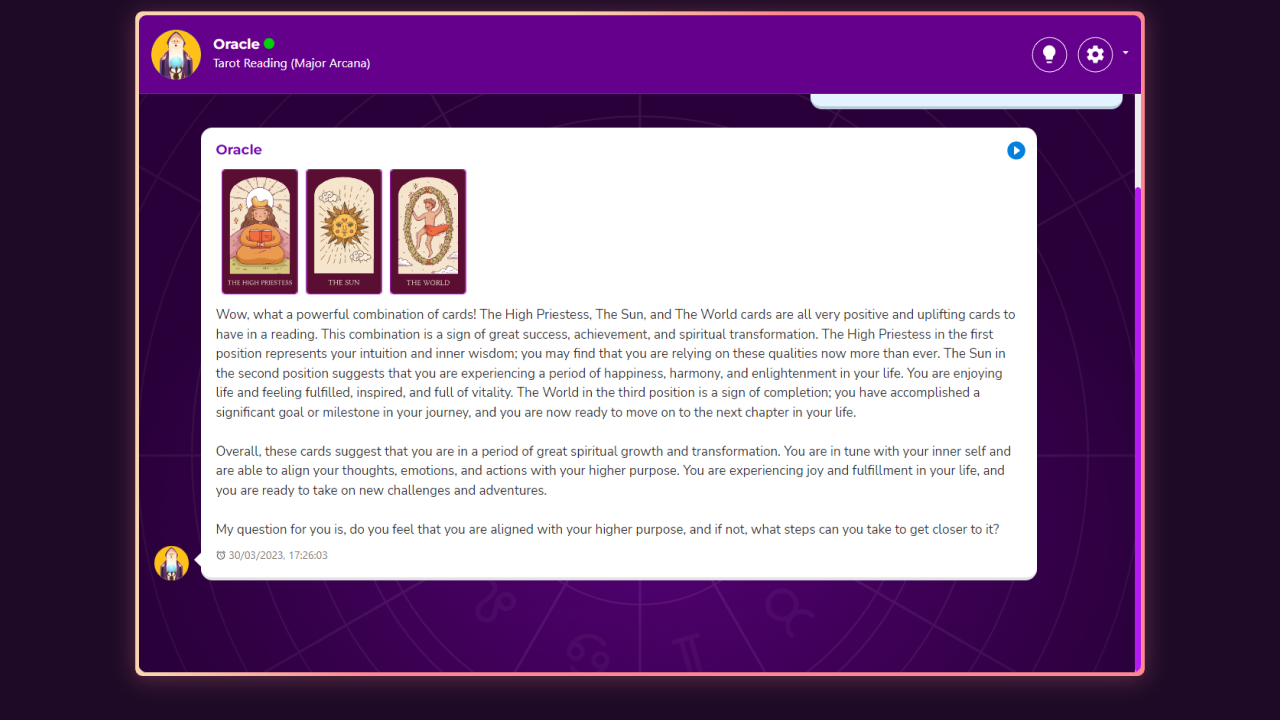 Oracle
Tarot Reading (Major Arcana)
Oracle
THE HIGH PRIESTESS
THE SUN
THE WORLD
Wow, what a powerful combination of cards! The High Priestess, The Sun, and The World cards are all very positive and uplifting cards to
have in a reading. This combination is a sign of great success, achievement, and spiritual transformation. The High Priestess in the first
position represents your intuition and inner wisdom; you may find that you are relying on these qualities now more than ever. The Sun in
the second position suggests that you are experiencing a period of happiness, harmony, and enlightenment in your life. You are enjoying
life and feeling fulfilled, inspired, and full of vitality. The World in the third position is a sign of completion; you have accomplished a
significant goal or milestone in your journey, and you are now ready to move on to the next chapter in your life.
Overall, these cards suggest that you are in a period of great spiritual growth and transformation. You are in tune with your inner self and
are able to align your thoughts, emotions, and actions with your higher purpose. You are experiencing joy and fulfillment in your life, and
you are ready to take on new challenges and adventures.
My question for you is, do you feel that you are aligned with your higher purpose, and if not, what steps can you take to get closer to it?
30/03/2023, 17:26:03